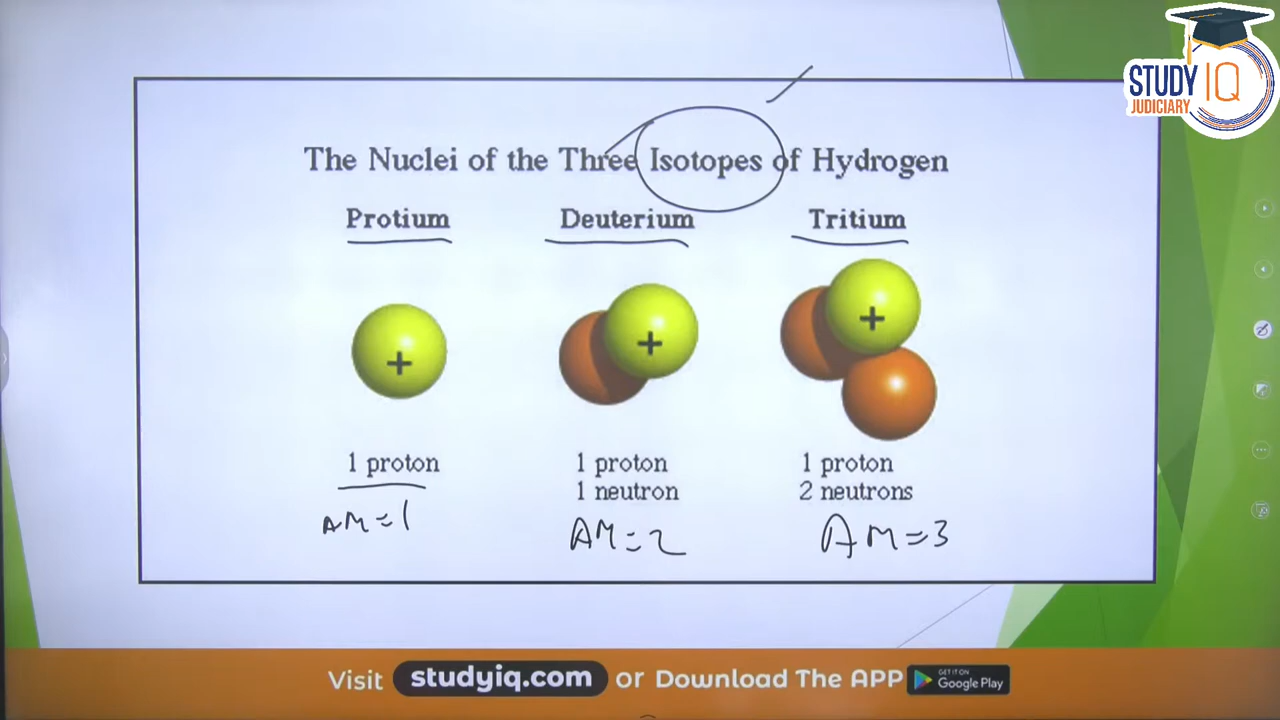 STUDY IQ
JUDICIARY
The Nuclei of the Three Isotopes of Hydrogen
Protium Deuterium Tritium
+ + +
1 proton 1 proton 1 proton
1 neutron 2 neutrons
AM=1 AM=2 AM=3
Visit studyiq.com or Download The APP GET IT ON Google Play